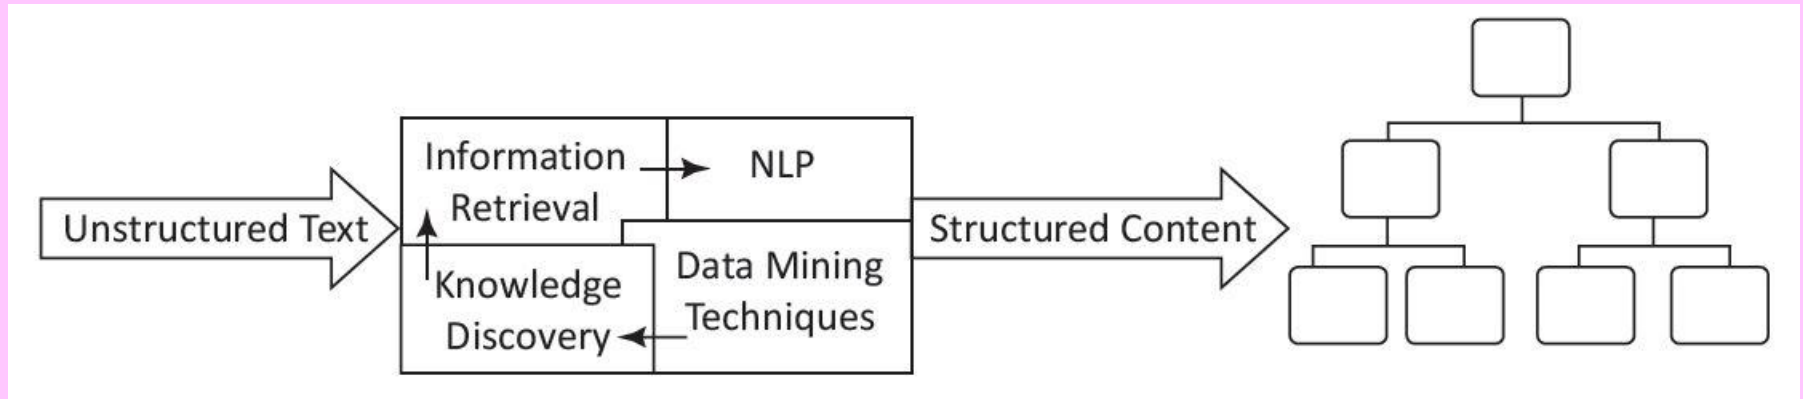 Unstructured Text
Information
Retrieval
NLP
Knowledge
Discovery
Data Mining
Techniques
Structured Content